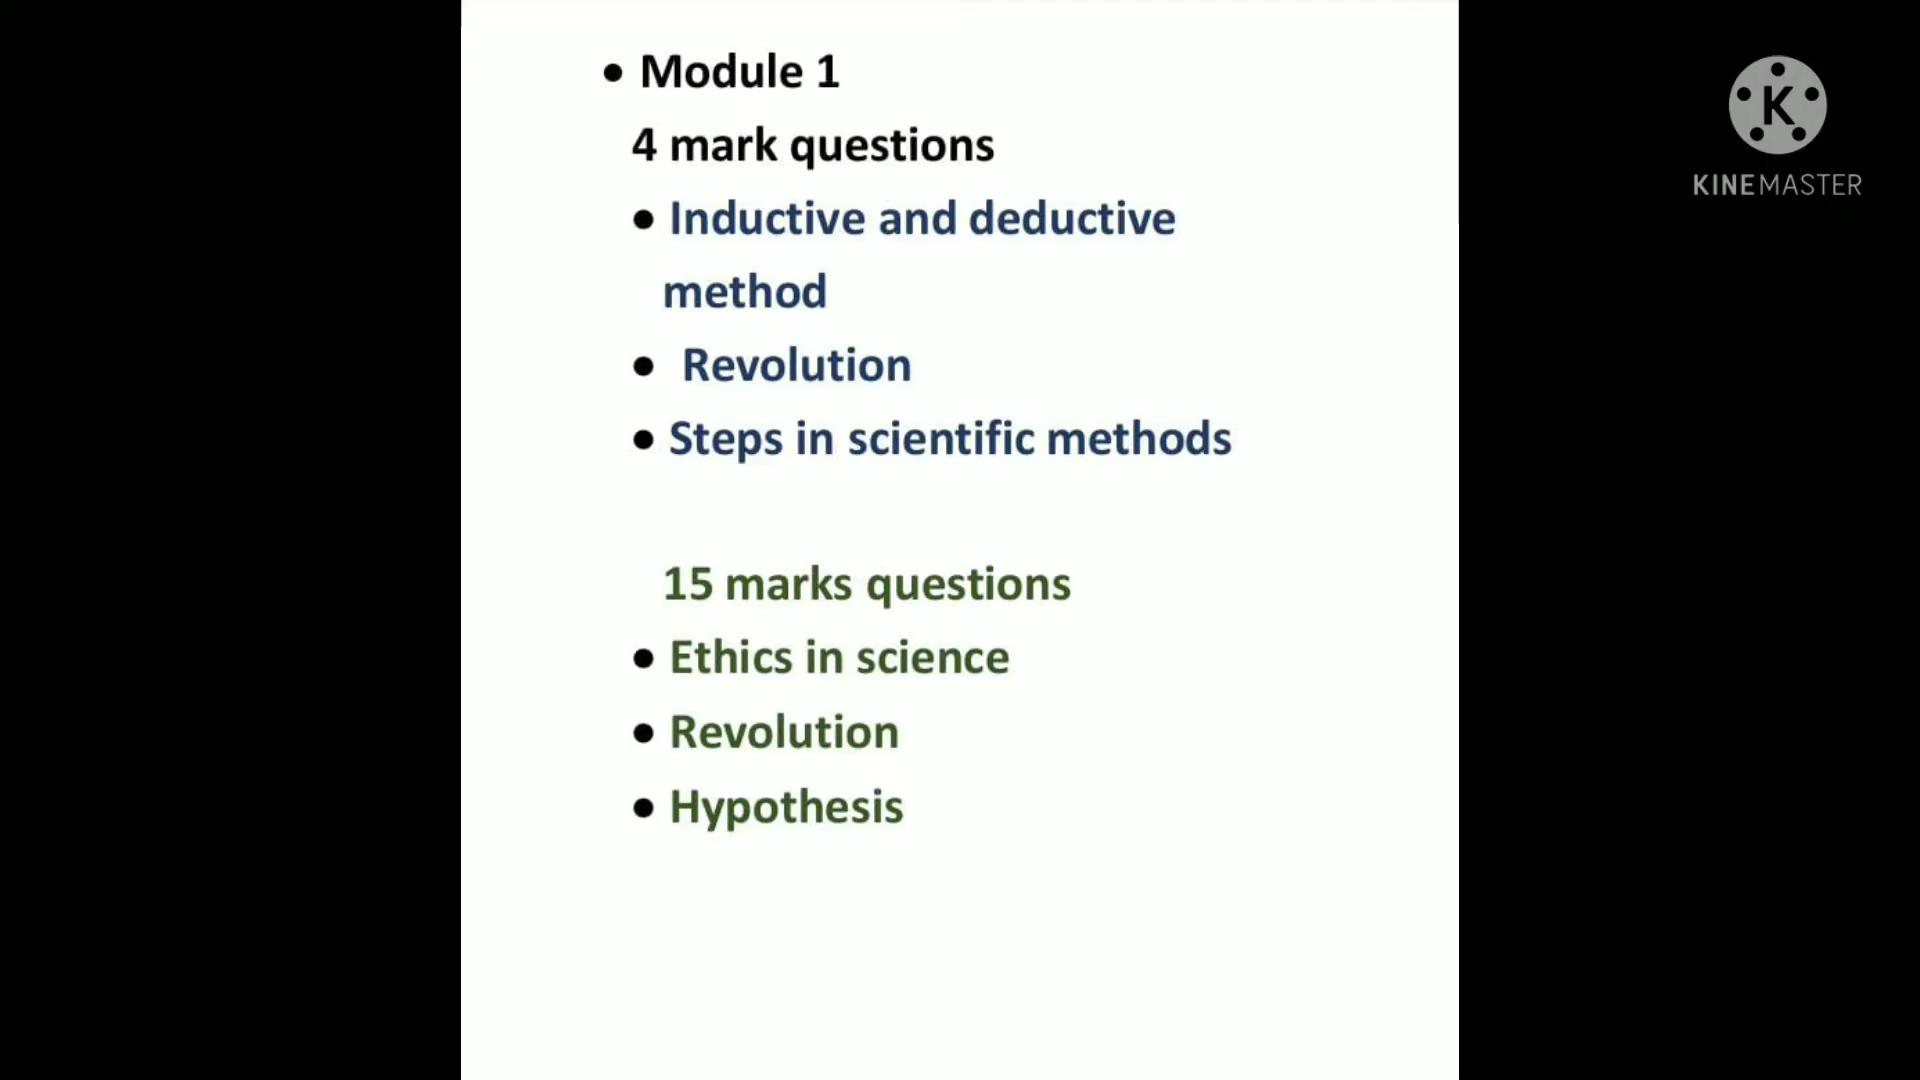 • Module 1
4 mark questions
• Inductive and deductive
method
• Revolution
• Steps in scientific methods
15 marks questions
• Ethics in science
• Revolution
• Hypothesis
K
KINEMASTER